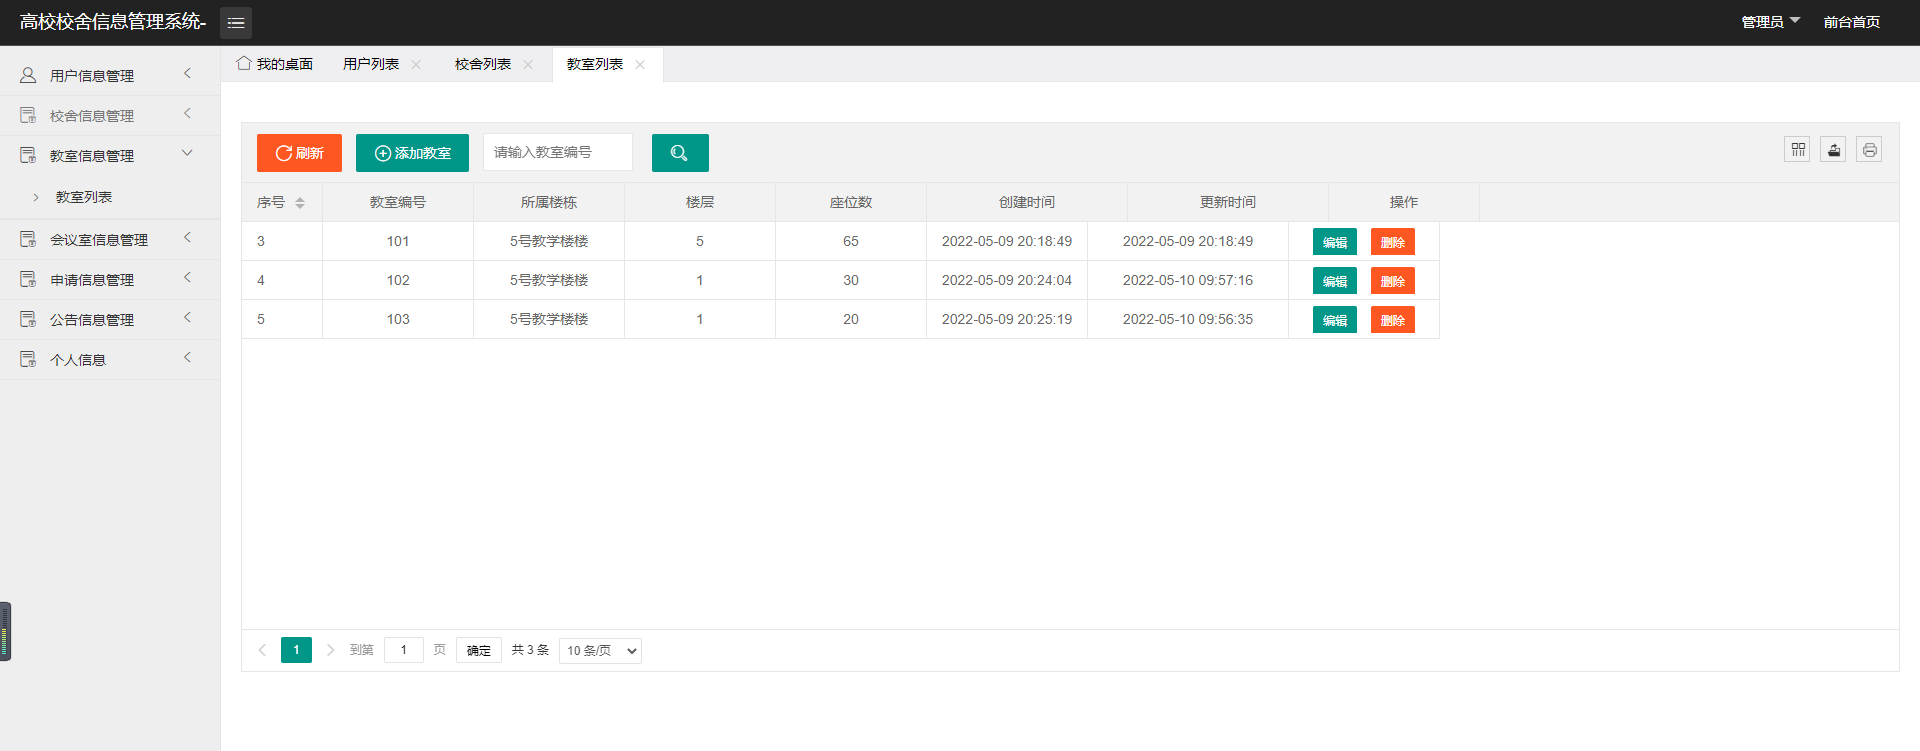 高校校舍信息管理系统-
管理员 前台首页
用户信息管理
校舍信息管理
教室信息管理
教室列表
会议室信息管理
申请信息管理
公告信息管理
个人信息
我的桌面 用户列表 校舍列表 教室列表
刷新 添加教室 请输入教室编号
序号 教室编号 所属楼栋 楼层 座位数 创建时间 更新时间 操作
3 101 5号教学楼楼 5 65 2022-05-09 20:18:49 2022-05-09 20:18:49 编辑 删除
4 102 5号教学楼楼 1 30 2022-05-09 20:24:04 2022-05-10 09:57:16 编辑 删除
5 103 5号教学楼楼 1 20 2022-05-09 20:25:19 2022-05-10 09:56:35 编辑 删除
1 到第 1 页 确定 共 3 条 10 条/页